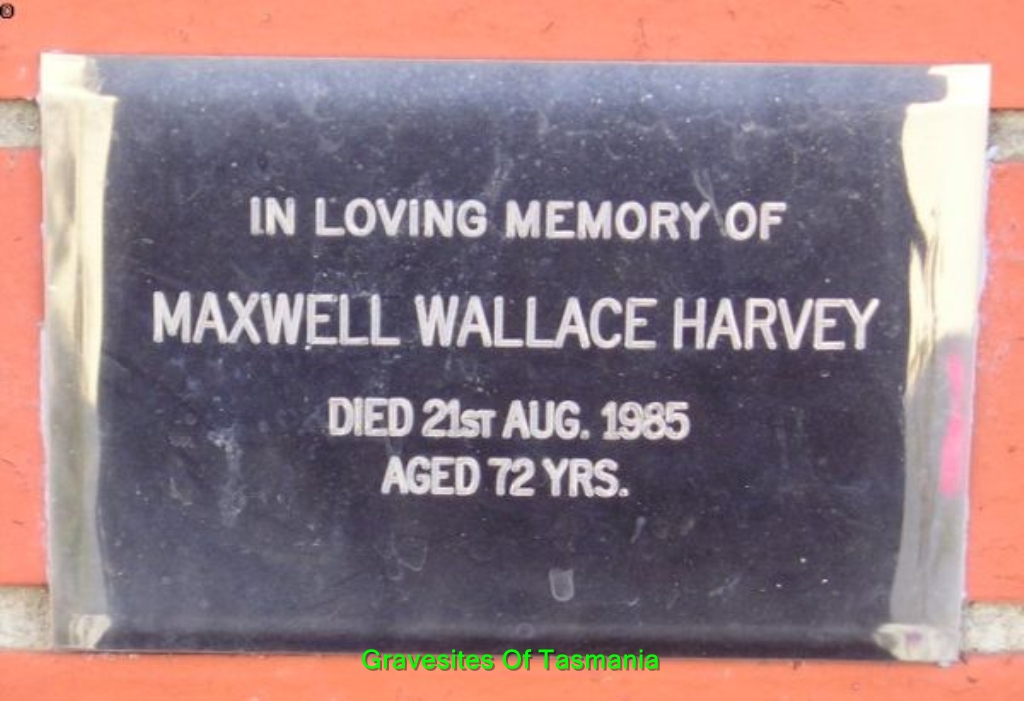 IN LOVING MEMORY OF
MAXWELL WALLACE HARVEY
DIED 21ST AUG. 1985
AGED 72 YRS.
Gravesites Of Tasmania